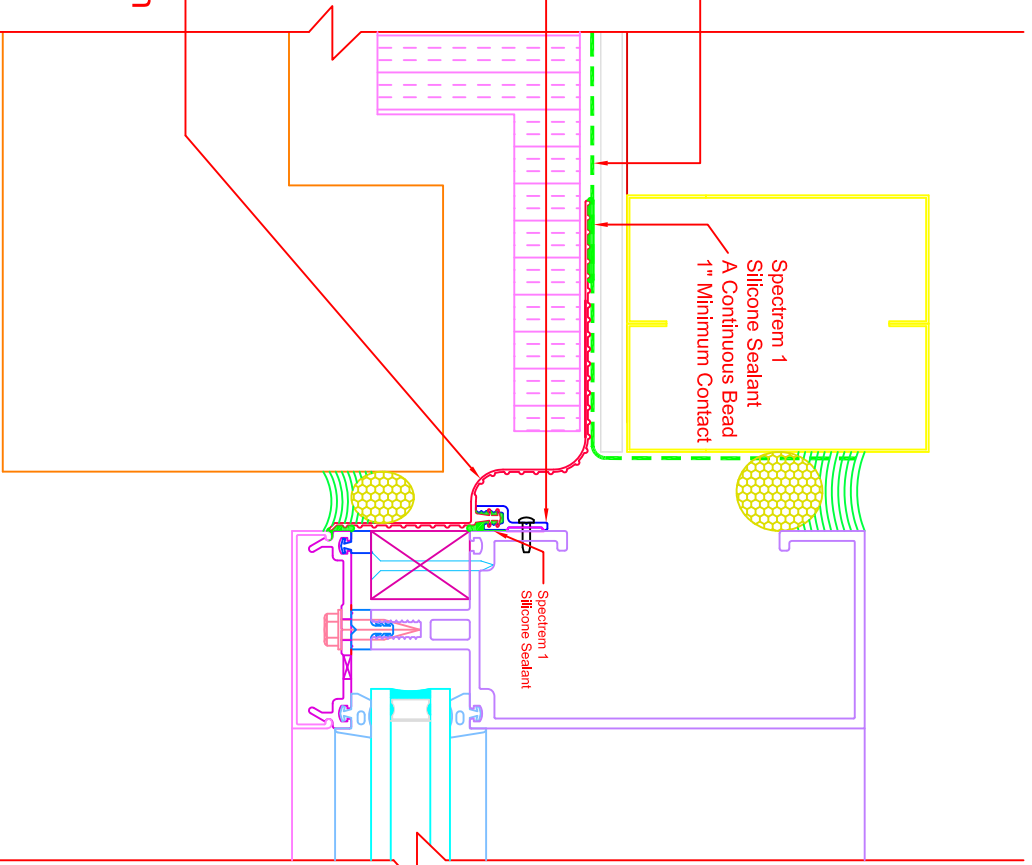 Spectrem 1
Silicone Sealant
A Continuous Bead
1" Minimum Contact
Spectrem 1
Silicone Sealant